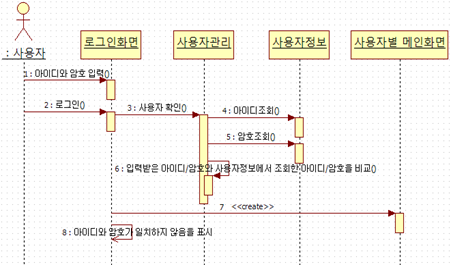 : 사용자
로그인화면
사용자관리
사용자정보
사용자별 메인화면
1 : 아이디와 암호 입력()
2 : 로그인()
3 : 사용자 확인()
4 : 아이디조회()
5 : 암호조회()
6 : 입력받은 아이디/암호와 사용자정보에서 조회한 아이디/암호를 비교()
7 <<create>>
8 : 아이디와 암호가 일치하지 않음을 표시